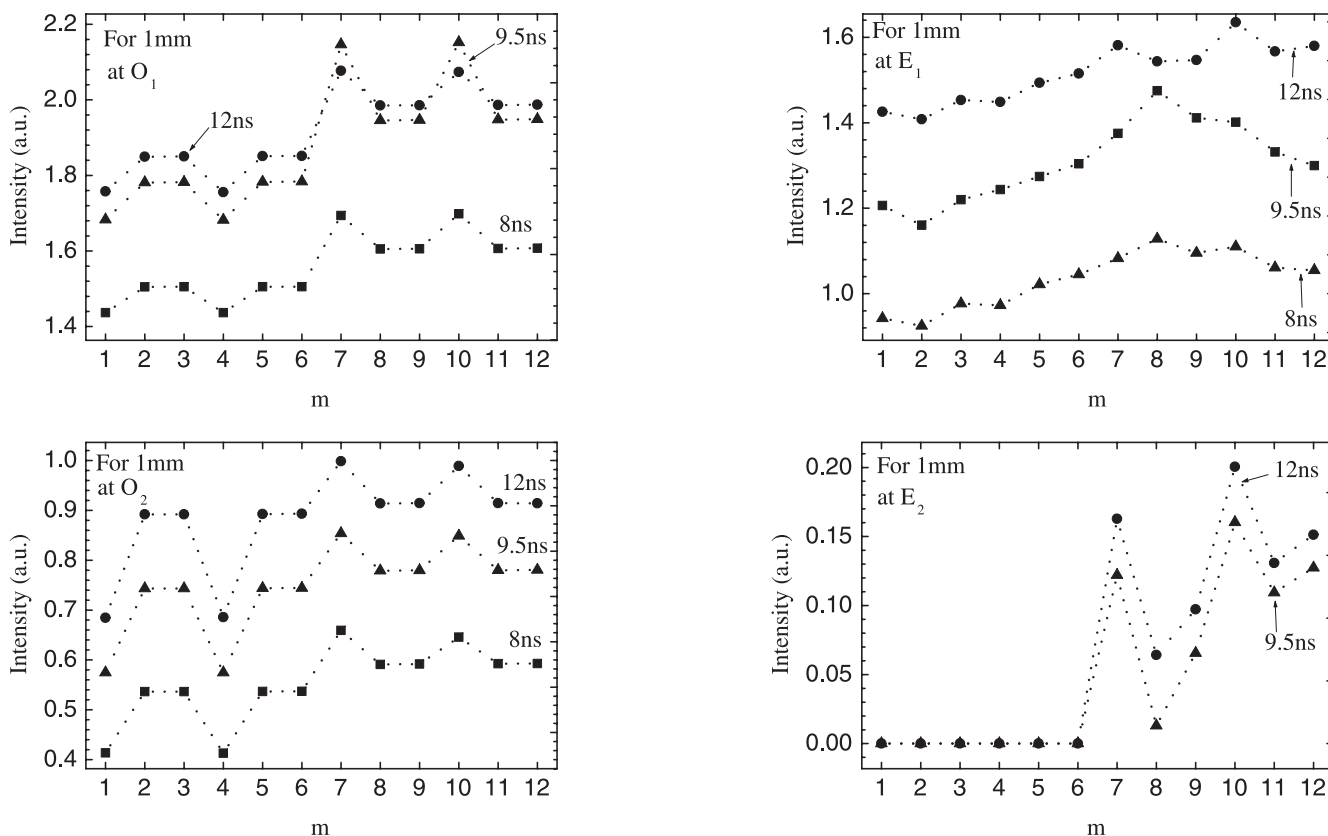 2.2
2.0
1.8
1.6
1.4
Intensity (a.u.)
For 1mm
at O₁
9.5ns
12ns
8ns
1 2 3 4 5 6 7 8 9 10 11 12
m
1.6
1.4
1.2
1.0
Intensity (a.u.)
For 1mm
at E₁
12ns
9.5ns
8ns
1 2 3 4 5 6 7 8 9 10 11 12
m
1.0
0.9
0.8
0.7
0.6
0.5
0.4
Intensity (a.u.)
For 1mm
at O₂
12ns
9.5ns
8ns
1 2 3 4 5 6 7 8 9 10 11 12
m
0.20
0.15
0.10
0.05
0.00
Intensity (a.u.)
For 1mm
at E₂
12ns
9.5ns
1 2 3 4 5 6 7 8 9 10 11 12
m